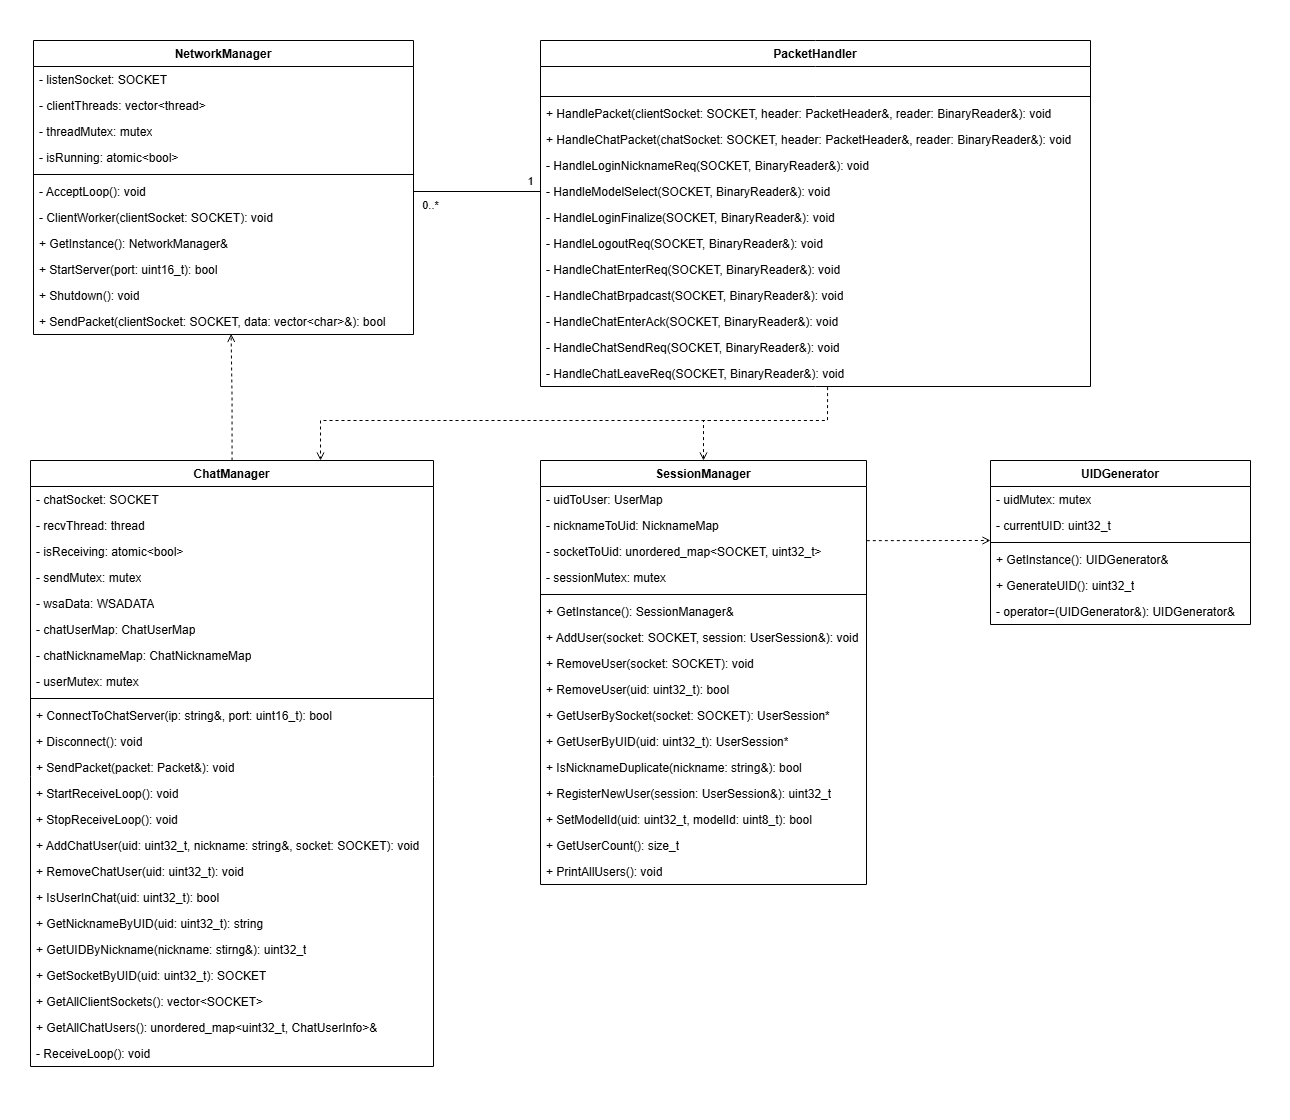 NetworkManager
- listenSocket: SOCKET
- clientThreads: vector<thread>
- threadMutex: mutex
- isRunning: atomic<bool>
- AcceptLoop(): void
- ClientWorker(clientSocket: SOCKET): void
+ GetInstance(): NetworkManager&
+ StartServer(port: uint16_t): bool
+ Shutdown(): void
+ SendPacket(clientSocket: SOCKET, data: vector<char>&): bool
1
0..*
PacketHandler
+ HandlePacket(clientSocket: SOCKET, header: PacketHeader&, reader: BinaryReader&): void
+ HandleChatPacket(chatSocket: SOCKET, header: PacketHeader&, reader: BinaryReader&): void
- HandleLoginNicknameReq(SOCKET, BinaryReader&): void
- HandleModelSelect(SOCKET, BinaryReader&): void
- HandleLoginFinalize(SOCKET, BinaryReader&): void
- HandleLogoutReq(SOCKET, BinaryReader&): void
- HandleChatEnterReq(SOCKET, BinaryReader&): void
- HandleChatBrpadcast(SOCKET, BinaryReader&): void
- HandleChatEnterAck(SOCKET, BinaryReader&): void
- HandleChatSendReq(SOCKET, BinaryReader&): void
- HandleChatLeaveReq(SOCKET, BinaryReader&): void
ChatManager
- chatSocket: SOCKET
- recvThread: thread
- isReceiving: atomic<bool>
- sendMutex: mutex
- wsaData: WSADATA
- chatUserMap: ChatUserMap
- chatNicknameMap: ChatNicknameMap
- userMutex: mutex
+ ConnectToChatServer(ip: string&, port: uint16_t): bool
+ Disconnect(): void
+ SendPacket(packet: Packet&): void
+ StartReceiveLoop(): void
+ StopReceiveLoop(): void
+ AddChatUser(uid: uint32_t, nickname: string&, socket: SOCKET): void
+ RemoveChatUser(uid: uint32_t): void
+ IsUserInChat(uid: uint32_t): bool
+ GetNicknameByUID(uid: uint32_t): string
+ GetUIDByNickname(nickname: stirng&): uint32_t
+ GetSocketByUID(uid: uint32_t): SOCKET
+ GetAllClientSockets(): vector<SOCKET>
+ GetAllChatUsers(): unordered_map<uint32_t, ChatUserInfo>&
- ReceiveLoop(): void
SessionManager
- uidToUser: UserMap
- nicknameToUid: NicknameMap
- socketToUid: unordered_map<SOCKET, uint32_t>
- sessionMutex: mutex
+ GetInstance(): SessionManager&
+ AddUser(socket: SOCKET, session: UserSession&): void
+ RemoveUser(socket: SOCKET): void
+ RemoveUser(uid: uint32_t): bool
+ GetUserBySocket(socket: SOCKET): UserSession*
+ GetUserByUID(uid: uint32_t): UserSession*
+ IsNicknameDuplicate(nickname: string&): bool
+ RegisterNewUser(session: UserSession&): uint32_t
+ SetModelId(uid: uint32_t, modelId: uint8_t): bool
+ GetUserCount(): size_t
+ PrintAllUsers(): void
UIDGenerator
- uidMutex: mutex
- currentUID: uint32_t
+ GetInstance(): UIDGenerator&
+ GenerateUID(): uint32_t
- operator=(UIDGenerator&): UIDGenerator&